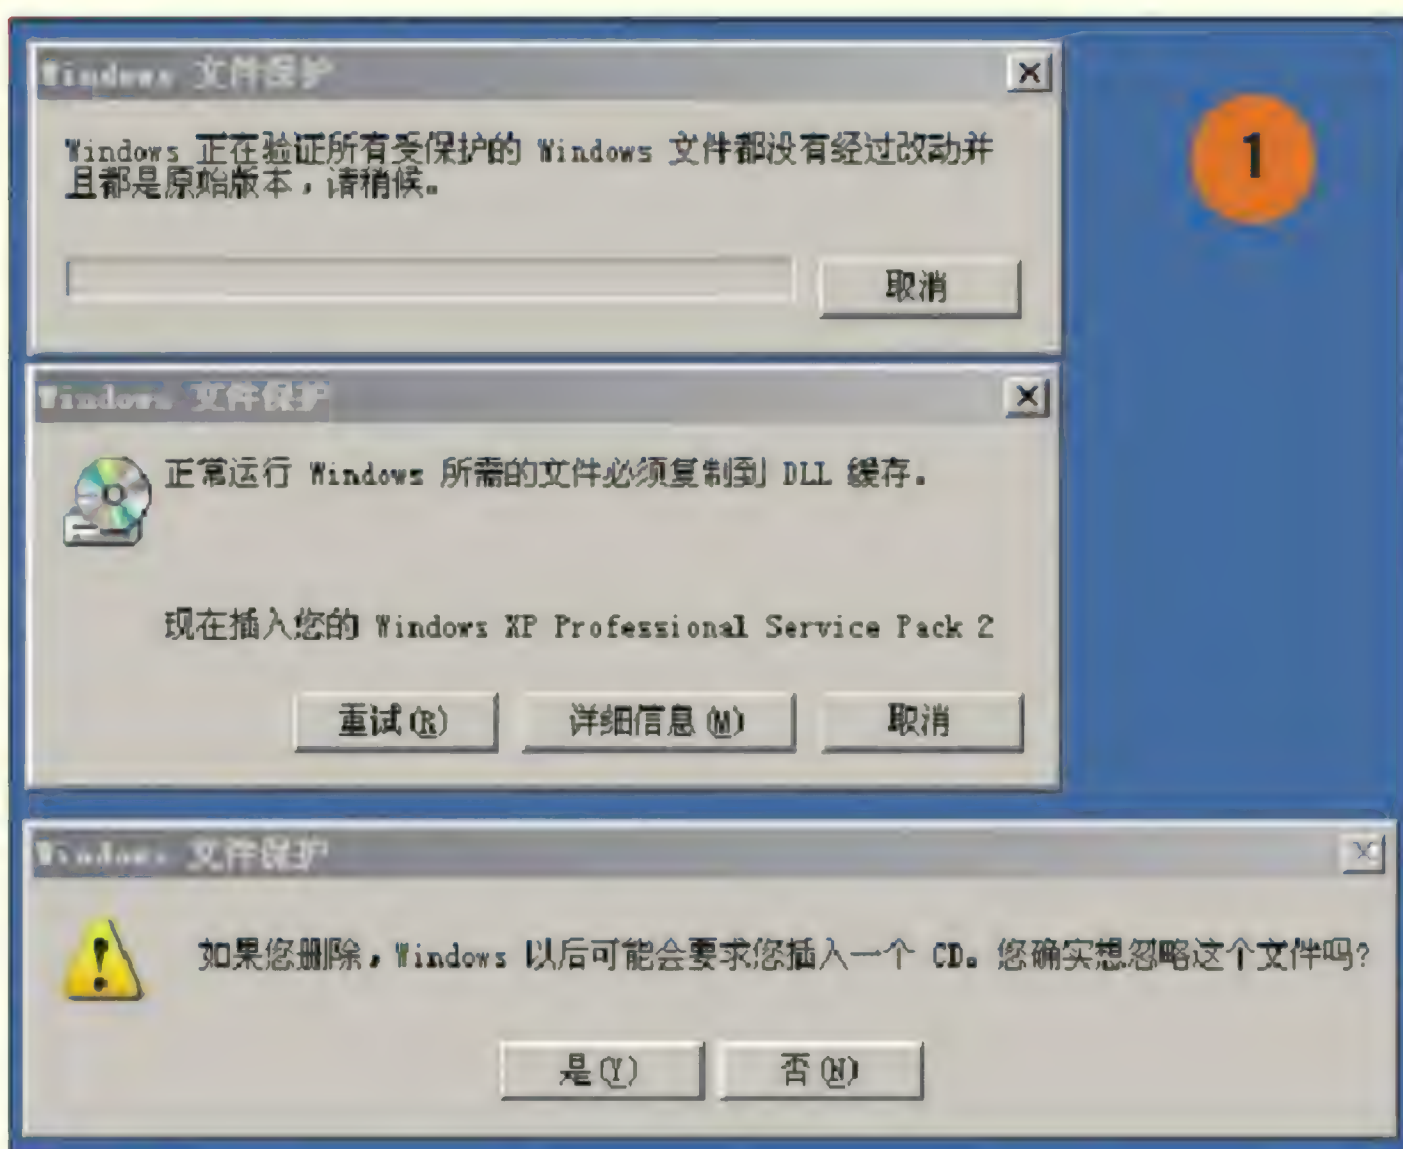 Windows 文件保护
1
Windows 正在验证所有受保护的 Windows 文件都没有经过改动并
且都是原始版本，请稍候。
取消
Windows 文件保护
正常运行 Windows 所需的文件必须复制到 DLL 缓存。
现在插入您的 Windows XP Professional Service Pack 2
重试(R) 详细信息(M) 取消
Windows 文件保护
如果您删除，Windows 以后可能会要求您插入一个 CD。您确实想忽略这个文件吗?
是(Y) 否(N)